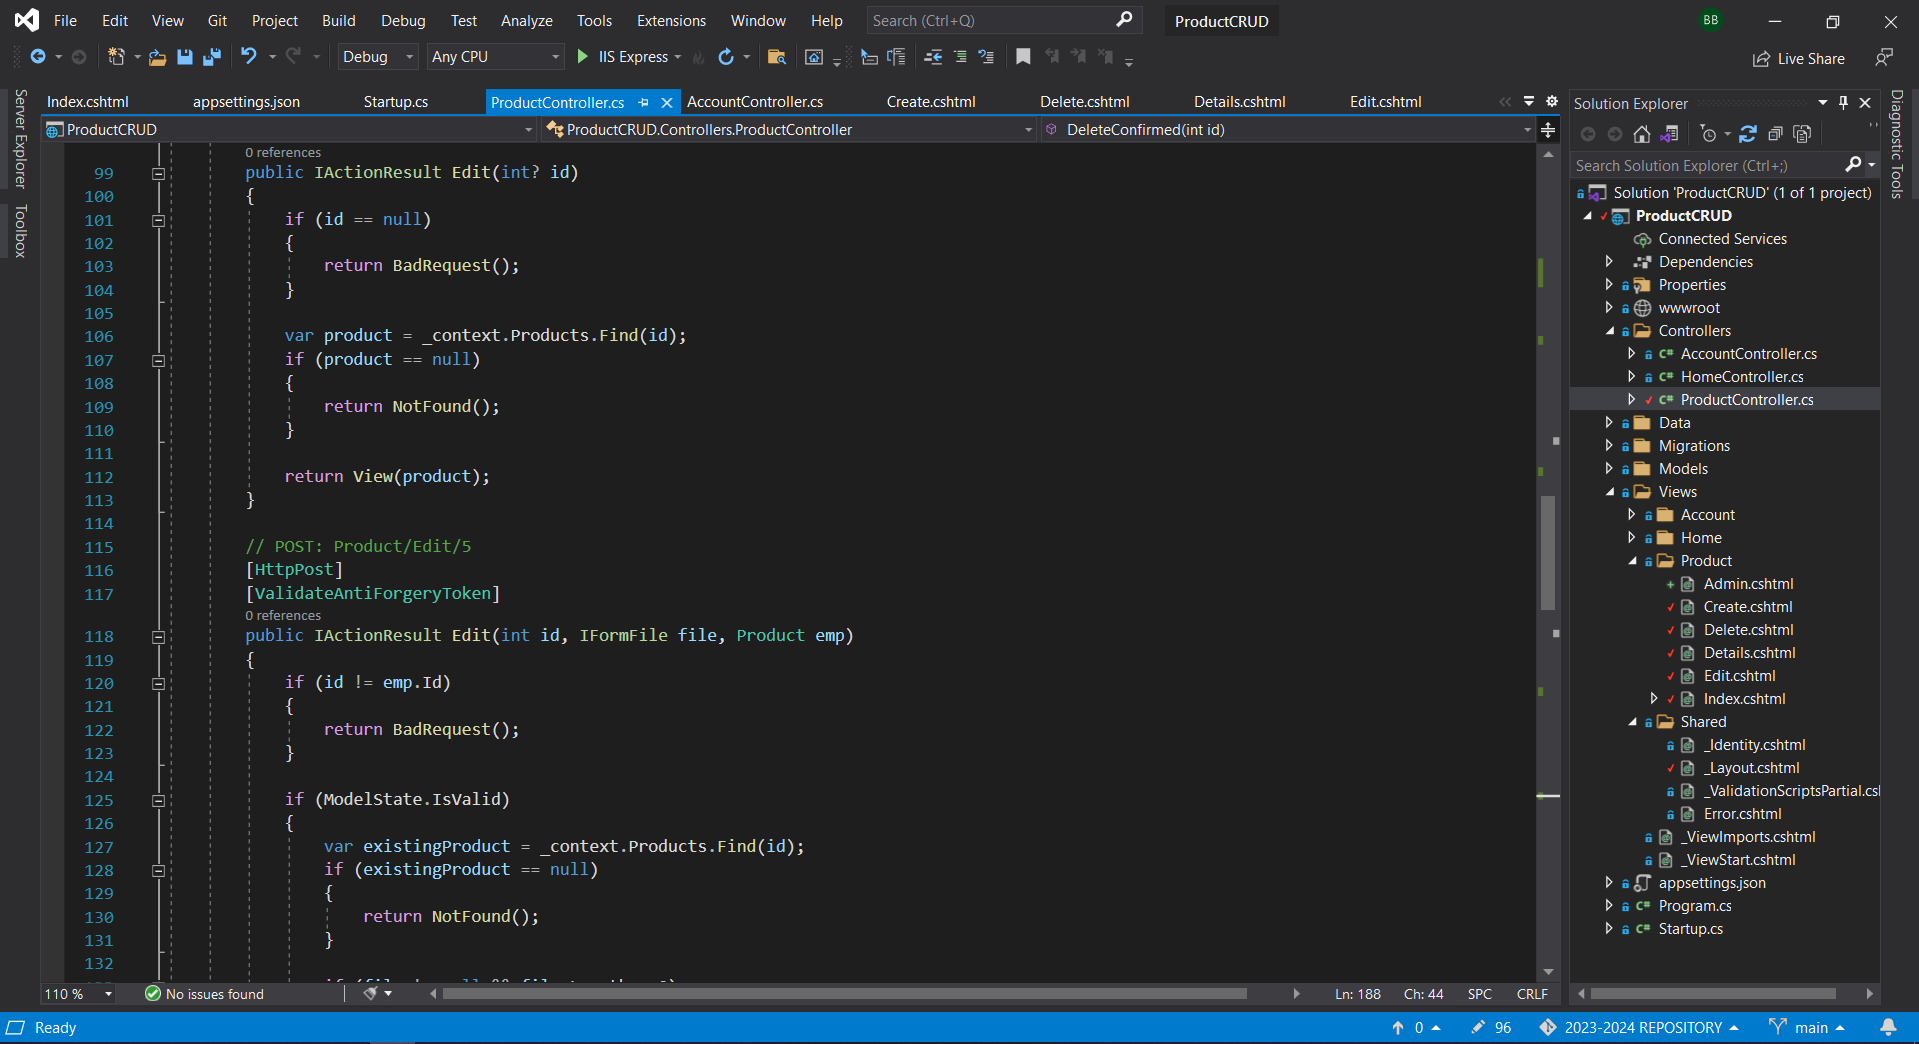 File Edit View Git Project Build Debug Test Analyze Tools Extensions Window Help Search (Ctrl+Q) ProductCRUD BB
Debug Any CPU IIS Express Live Share
Server Explorer
Toolbox
Index.cshtml appsettings.json Startup.cs ProductController.cs AccountController.cs Create.cshtml Delete.cshtml Details.cshtml Edit.cshtml
ProductCRUD ProductCRUD.Controllers.ProductController DeleteConfirmed(int id)
0 references
99 public IActionResult Edit(int? id)
100 {
101 if (id == null)
102 {
103 return BadRequest();
104 }
105
106 var product = _context.Products.Find(id);
107 if (product == null)
108 {
109 return NotFound();
110 }
111
112 return View(product);
113 }
114
115 // POST: Product/Edit/5
116 [HttpPost]
117 [ValidateAntiForgeryToken]
0 references
118 public IActionResult Edit(int id, IFormFile file, Product emp)
119 {
120 if (id != emp.Id)
121 {
122 return BadRequest();
123 }
124
125 if (ModelState.IsValid)
126 {
127 var existingProduct = _context.Products.Find(id);
128 if (existingProduct == null)
129 {
130 return NotFound();
131 }
132
110 % No issues found Ln: 188 Ch: 44 SPC CRLF
Solution Explorer
Search Solution Explorer (Ctrl+;)
Solution 'ProductCRUD' (1 of 1 project)
ProductCRUD
Connected Services
Dependencies
Properties
wwwroot
Controllers
C# AccountController.cs
C# HomeController.cs
C# ProductController.cs
Data
Migrations
Models
Views
Account
Home
Product
Admin.cshtml
Create.cshtml
Delete.cshtml
Details.cshtml
Edit.cshtml
Index.cshtml
Shared
_Identity.cshtml
_Layout.cshtml
_ValidationScriptsPartial.csl
Error.cshtml
_ViewImports.cshtml
_ViewStart.cshtml
appsettings.json
C# Program.cs
C# Startup.cs
Diagnostic Tools
Ready 0 96 2023-2024 REPOSITORY main